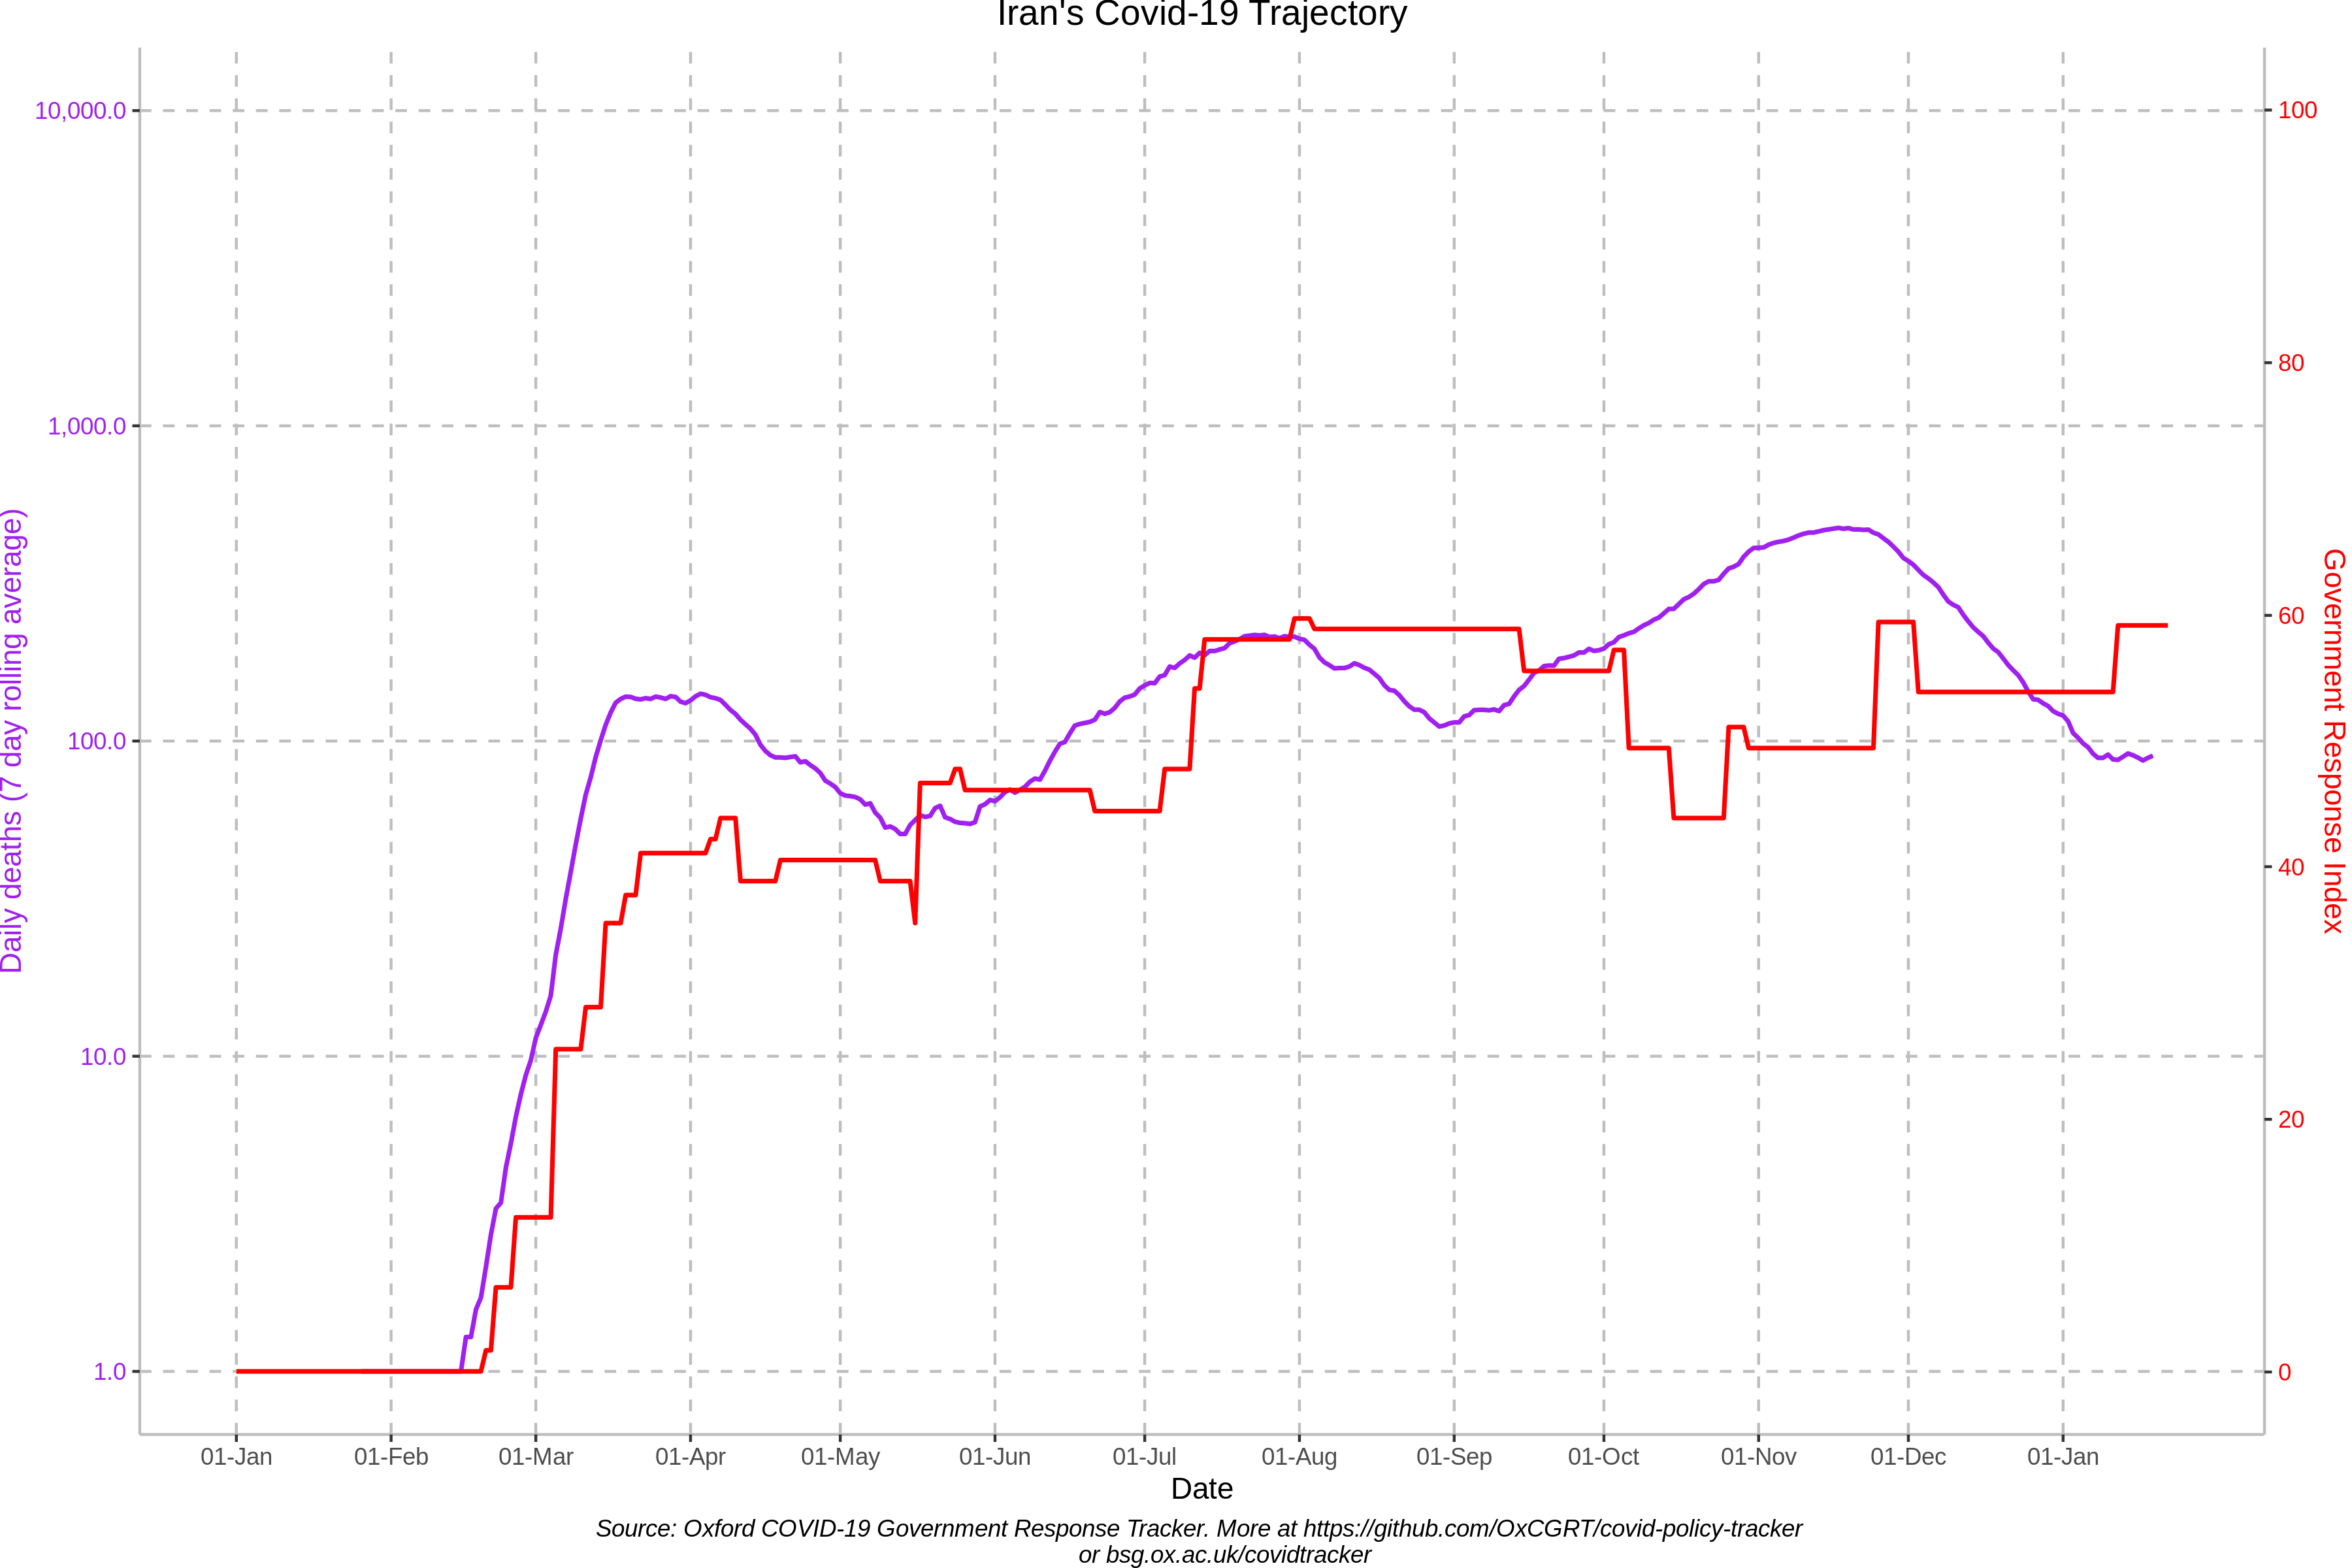 Iran's Covid-19 Trajectory
Daily deaths (7 day rolling average)
10,000.0
1,000.0
100.0
10.0
1.0
100
80
60
40
20
0
Government Response Index
01-Jan
01-Feb
01-Mar
01-Apr
01-May
01-Jun
01-Jul
01-Aug
01-Sep
01-Oct
01-Nov
01-Dec
01-Jan
Date
Source: Oxford COVID-19 Government Response Tracker. More at https://github.com/OxCGRT/covid-policy-tracker
or bsg.ox.ac.uk/covidtracker